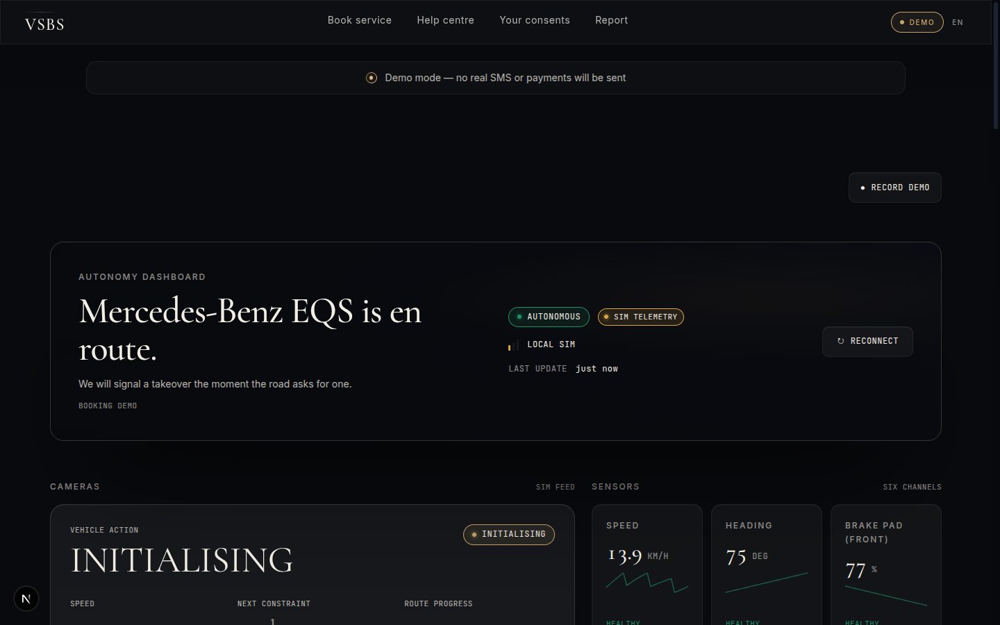 VSBS
Book service
Help centre
Your consents
Report
DEMO
EN
Demo mode — no real SMS or payments will be sent
RECORD DEMO
AUTONOMY DASHBOARD
Mercedes-Benz EQS is en
route.
We will signal a takeover the moment the road asks for one.
BOOKING DEMO
AUTONOMOUS
SIM TELEMETRY
LOCAL SIM
LAST UPDATE just now
RECONNECT
CAMERAS
SIM FEED
VEHICLE ACTION
INITIALISING
INITIALISING
SPEED
NEXT CONSTRAINT
ROUTE PROGRESS
SENSORS
SIX CHANNELS
SPEED
13.9 KM/H
HEALTHY
HEADING
75 DEG
HEALTHY
BRAKE PAD
(FRONT)
77 %
HEALTHY
N